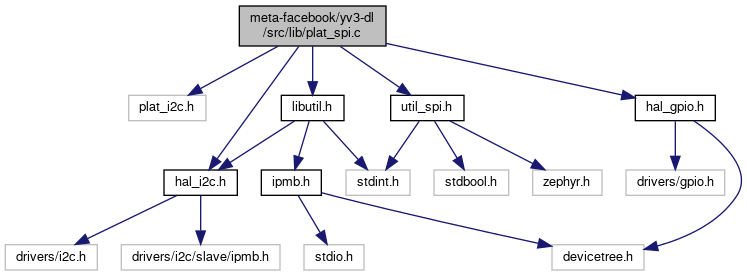 meta-facebook/yv3-dl
/src/lib/plat_spi.c
plat_i2c.h
libutil.h
util_spi.h
hal_gpio.h
hal_i2c.h
ipmb.h
stdint.h
stdbool.h
zephyr.h
drivers/gpio.h
drivers/i2c.h
drivers/i2c/slave/ipmb.h
stdio.h
devicetree.h